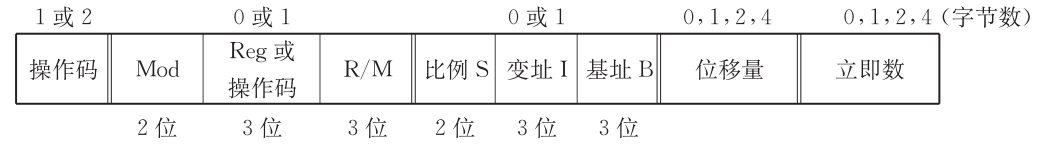 1或2 0或1 0或1 0,1,2,4 0,1,2,4(字节数)
操作码 Mod Reg或 操作码 R/M 比例S 变址I 基址B 位移量 立即数
2位 3位 3位 2位 3位 3位